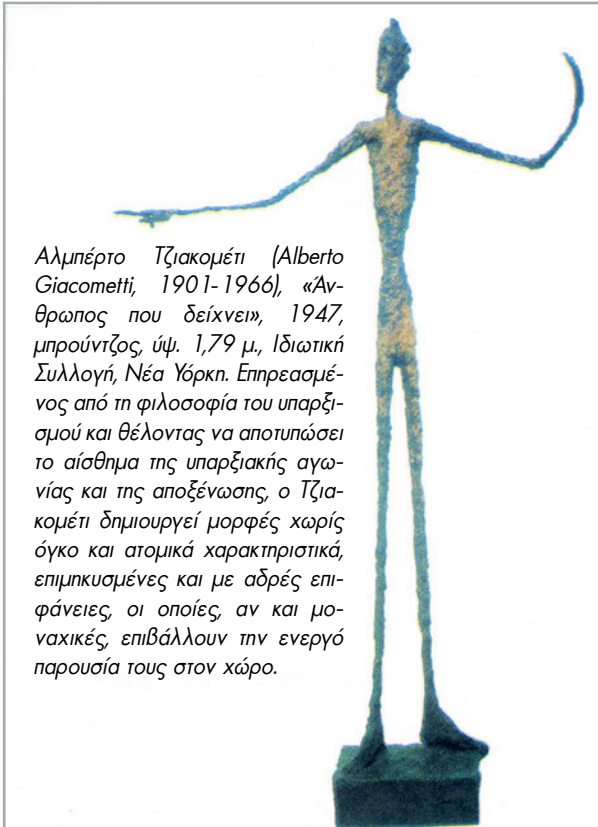 Αλμπέρτο Τζιακομέτι (Alberto
Giacometti, 1901-1966), «Άν-
θρωπος που δείχνει», 1947,
μπρούντζος, ύψ. 1,79 μ., Ιδιωτική
Συλλογή, Νέα Υόρκη. Επηρεασμέ-
νος από τη φιλοσοφία του υπαρξι-
σμού και θέλοντας να αποτυπώσει
το αίσθημα της υπαρξιακής αγω-
νίας και της αποξένωσης, ο Τζια-
κομέτι δημιουργεί μορφές χωρίς
όγκο και ατομικά χαρακτηριστικά,
επιμηκυσμένες και με αδρές επι-
φάνειες, οι οποίες, αν και μο-
ναχικές, επιβάλλουν την ενεργό
παρουσία τους στον χώρο.